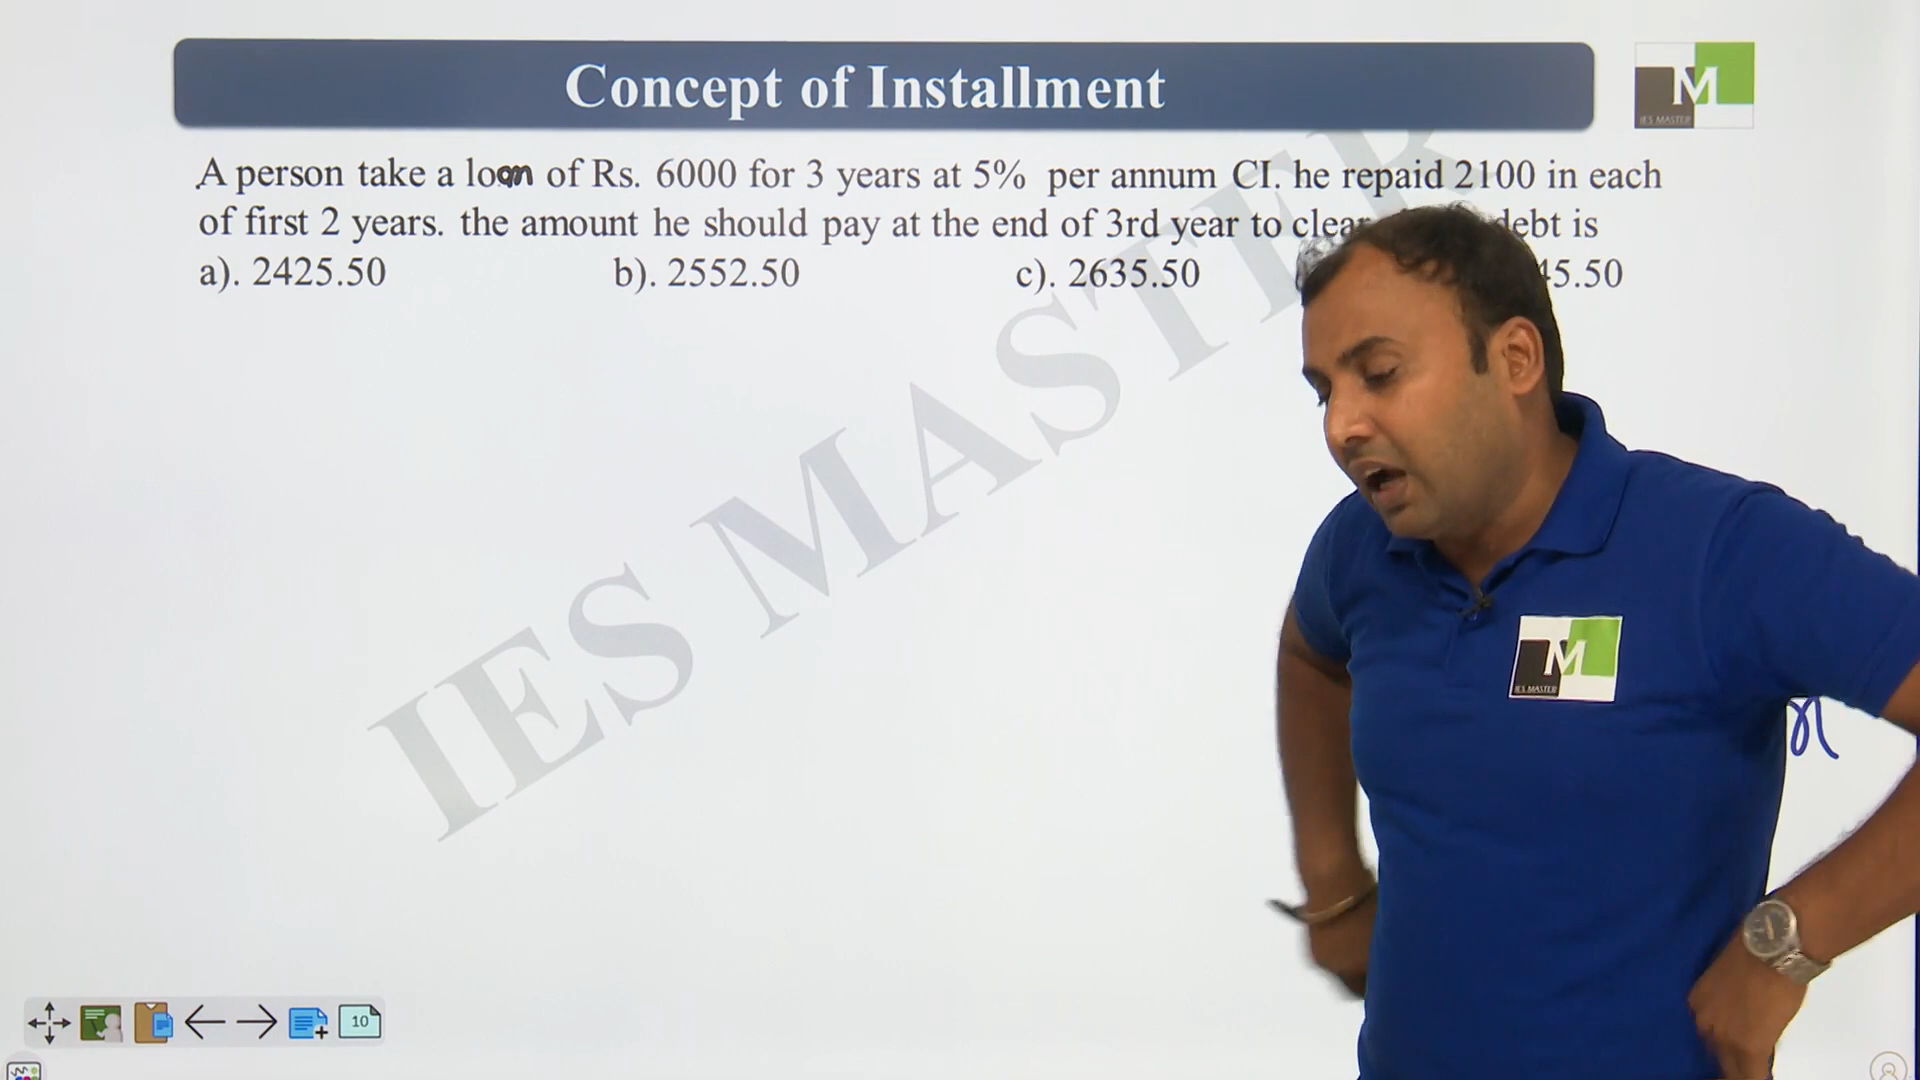 Concept of Installment
M
IES MASTER
A person take a loan of Rs. 6000 for 3 years at 5% per annum CI. he repaid 2100 in each
of first 2 years. the amount he should pay at the end of 3rd year to clear debt is
a). 2425.50 b). 2552.50 c). 2635.50 45.50
IES MASTER
M
IES MASTER
10